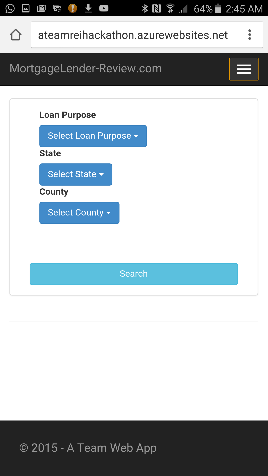 64% 2:45 AM
ateamreihackathon.azurewebsites.net
MortgageLender-Review.com
Loan Purpose
Select Loan Purpose
State
Select State
County
Select County
Search
© 2015 - A Team Web App